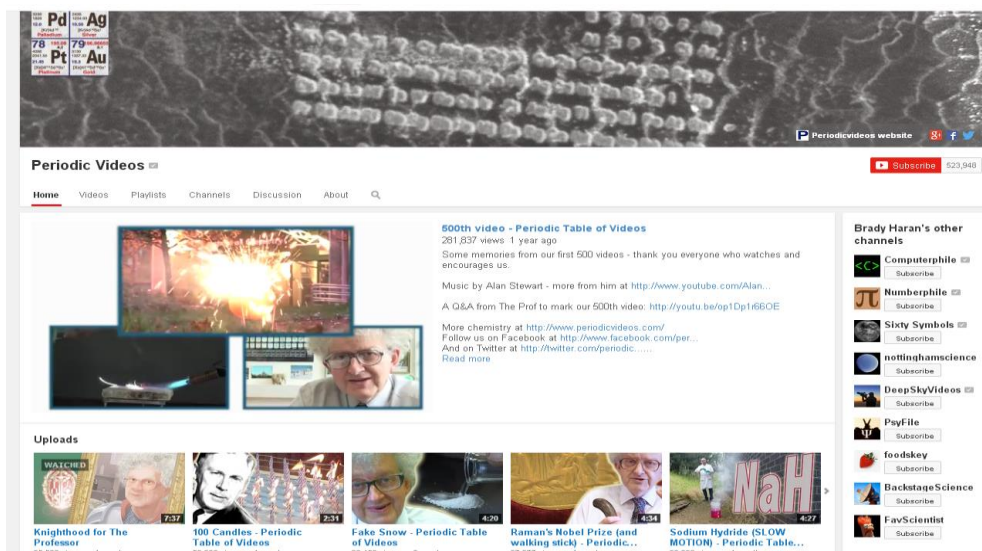 Pd
Ag
Palladium
Silver
78
79
Pt
Au
Platinum
Gold
Periodicvideos website
Periodic Videos
Subscribe 523,948
Home Videos Playlists Channels Discussion About
500th video - Periodic Table of Videos
281,837 views 1 year ago
Some memories from our first 500 videos - thank you everyone who watches and
encourages us.
Music by Alan Stewart - more from him at http://www.youtube.com/Alan...
A Q&A from The Prof to mark our 500th video: http://youtu.be/op1Dp1r66OE
More chemistry at http://www.periodicvideos.com/
Follow us on Facebook at http://www.facebook.com/per...
And on Twitter at http://twitter.com/periodic......
Read more
Brady Haran's other
channels
Computerphile
Subscribe
Numberphile
Subscribe
Sixty Symbols
Subscribe
nottinghamscience
Subscribe
DeepSkyVideos
Subscribe
PsyFile
Subscribe
foodskey
Subscribe
BackstageScience
Subscribe
FavScientist
Subscribe
Uploads
WATCHED
7:37
Knighthood for The
Professor
2:31
100 Candles - Periodic
Table of Videos
4:20
Fake Snow - Periodic Table
of Videos
4:34
Raman's Nobel Prize (and
walking stick) - Periodic...
NaH
4:27
Sodium Hydride (SLOW
MOTION) - Periodic Table...